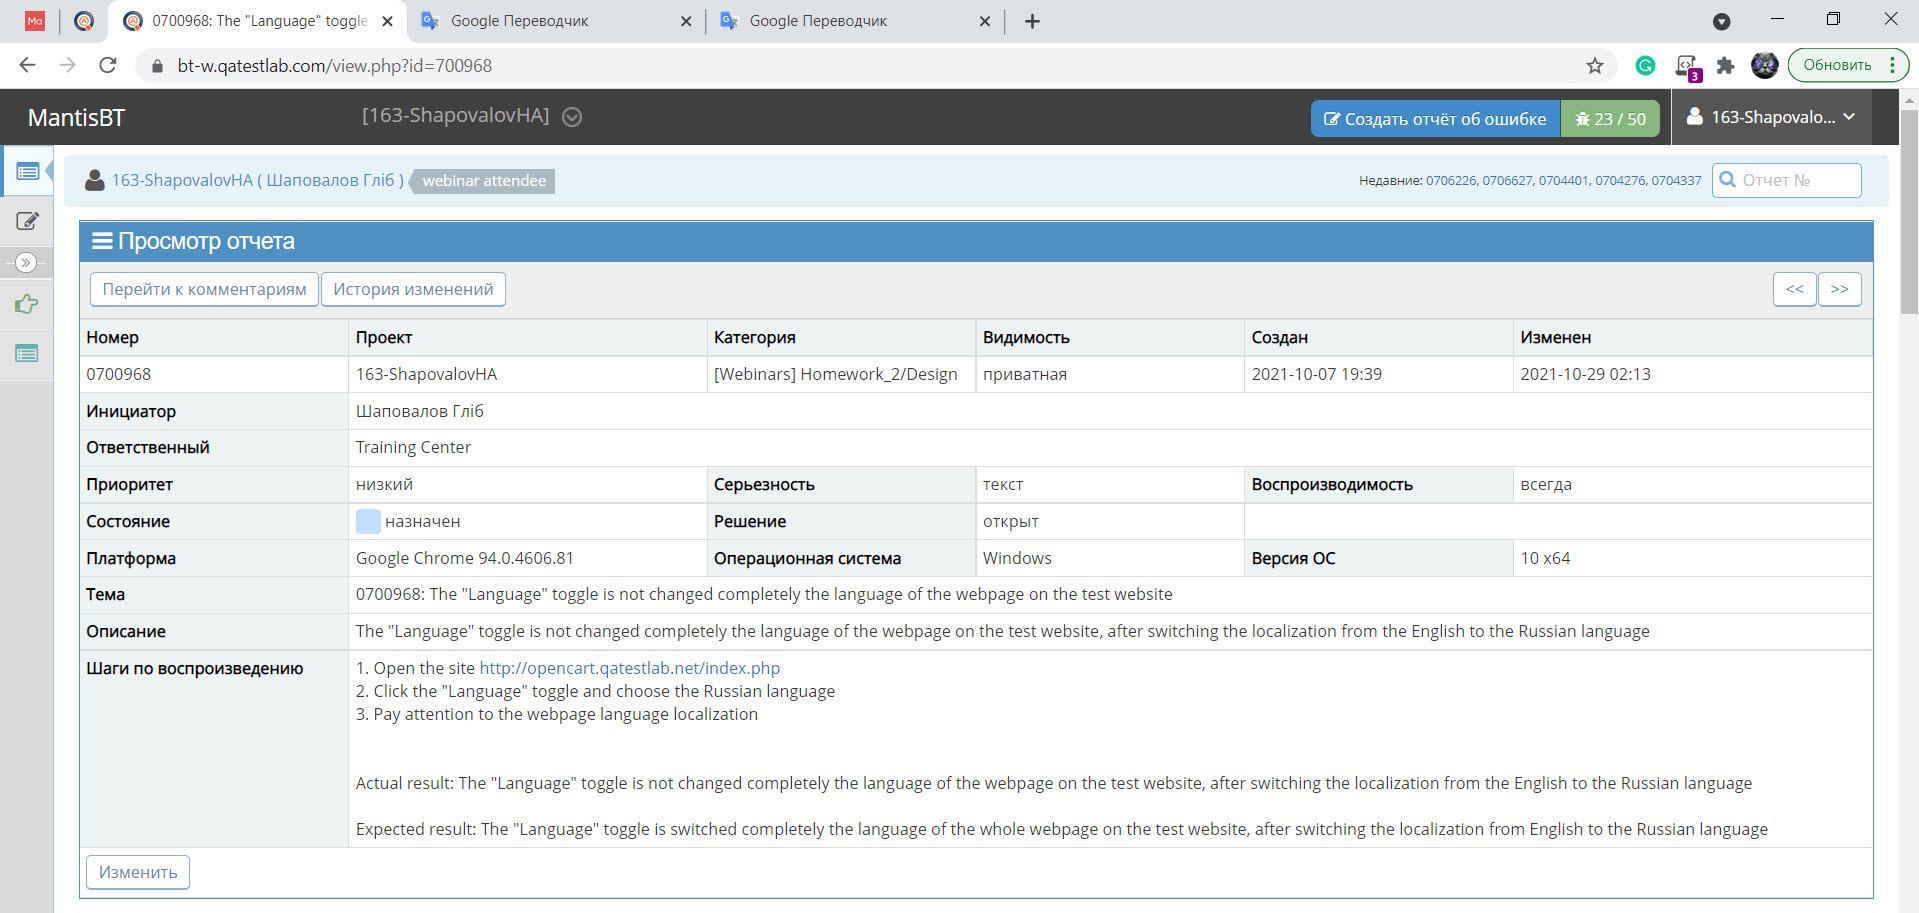 Ma
0700968: The "Language" toggle
Google Переводчик
Google Переводчик
bt-w.qatestlab.com/view.php?id=700968
3
Обновить
MantisBT
[163-ShapovalovHA]
Создать отчёт об ошибке
23 / 50
163-Shapovalo...
163-ShapovalovHA ( Шаповалов Гліб )
webinar attendee
Недавние: 0706226, 0706627, 0704401, 0704276, 0704337
Отчет №
Просмотр отчета
Перейти к комментариям
История изменений
<<
>>
Номер Проект Категория Видимость Создан Изменен
0700968 163-ShapovalovHA [Webinars] Homework_2/Design приватная 2021-10-07 19:39 2021-10-29 02:13
Инициатор Шаповалов Гліб
Ответственный Training Center
Приоритет низкий Серьезность текст Воспроизводимость всегда
Состояние назначен Решение открыт
Платформа Google Chrome 94.0.4606.81 Операционная система Windows Версия ОС 10 x64
Тема 0700968: The "Language" toggle is not changed completely the language of the webpage on the test website
Описание The "Language" toggle is not changed completely the language of the webpage on the test website, after switching the localization from the English to the Russian language
Шаги по воспроизведению 1. Open the site http://opencart.qatestlab.net/index.php
2. Click the "Language" toggle and choose the Russian language
3. Pay attention to the webpage language localization
Actual result: The "Language" toggle is not changed completely the language of the webpage on the test website, after switching the localization from the English to the Russian language
Expected result: The "Language" toggle is switched completely the language of the whole webpage on the test website, after switching the localization from English to the Russian language
Изменить